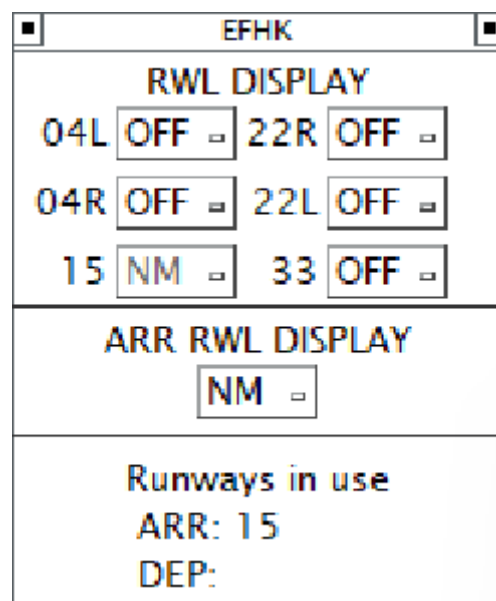 EFHK
RWL DISPLAY
04L OFF 22R OFF
04R OFF 22L OFF
15 NM 33 OFF
ARR RWL DISPLAY
NM
Runways in use
ARR: 15
DEP: